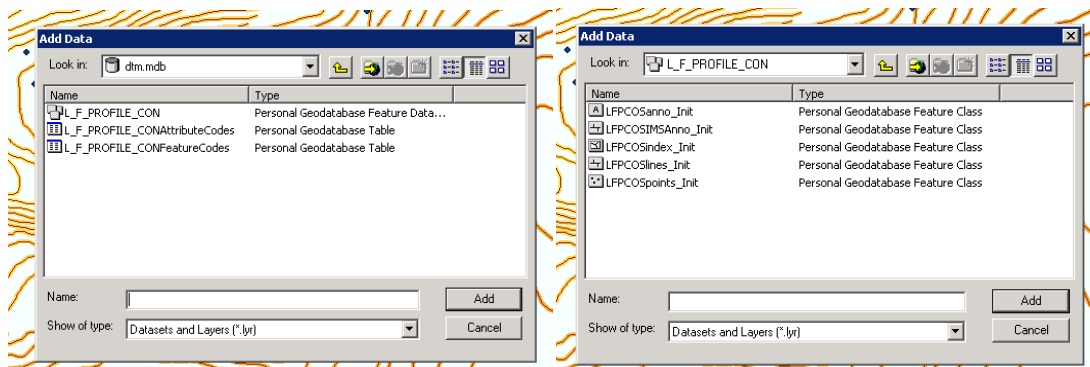 Add Data
Look in: dtm.mdb
Name Type
L_F_PROFILE_CON Personal Geodatabase Feature Data...
L_F_PROFILE_CONAttributeCodes Personal Geodatabase Table
L_F_PROFILE_CONFeatureCodes Personal Geodatabase Table
Name: Add
Show of type: Datasets and Layers (*.lyr) Cancel
Add Data
Look in: L_F_PROFILE_CON
Name Type
A LFPCOSanno_Init Personal Geodatabase Feature Class
LFPCOSIMSAnno_Init Personal Geodatabase Feature Class
LFPCOSindex_Init Personal Geodatabase Feature Class
LFPCOSlines_Init Personal Geodatabase Feature Class
LFPCOSpoints_Init Personal Geodatabase Feature Class
Name: Add
Show of type: Datasets and Layers (*.lyr) Cancel